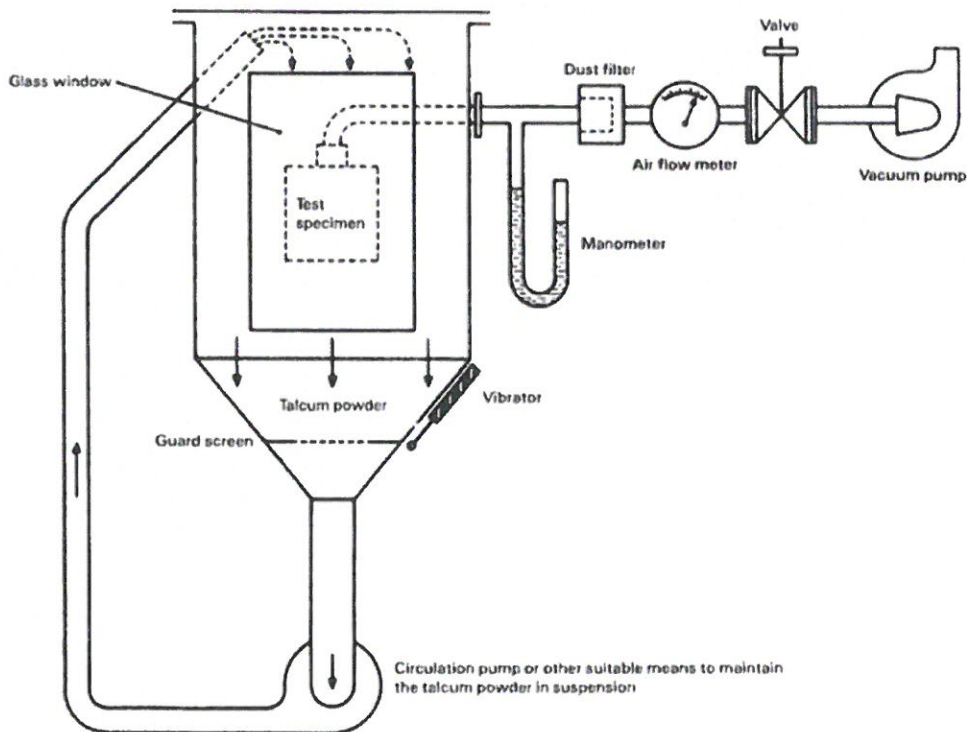 Valve
Dust filter
Glass window
Air flow meter
Vacuum pump
Test
specimen
Manometer
Talcum powder
Vibrator
Guard screen
Circulation pump or other suitable means to maintain
the talcum powder in suspension